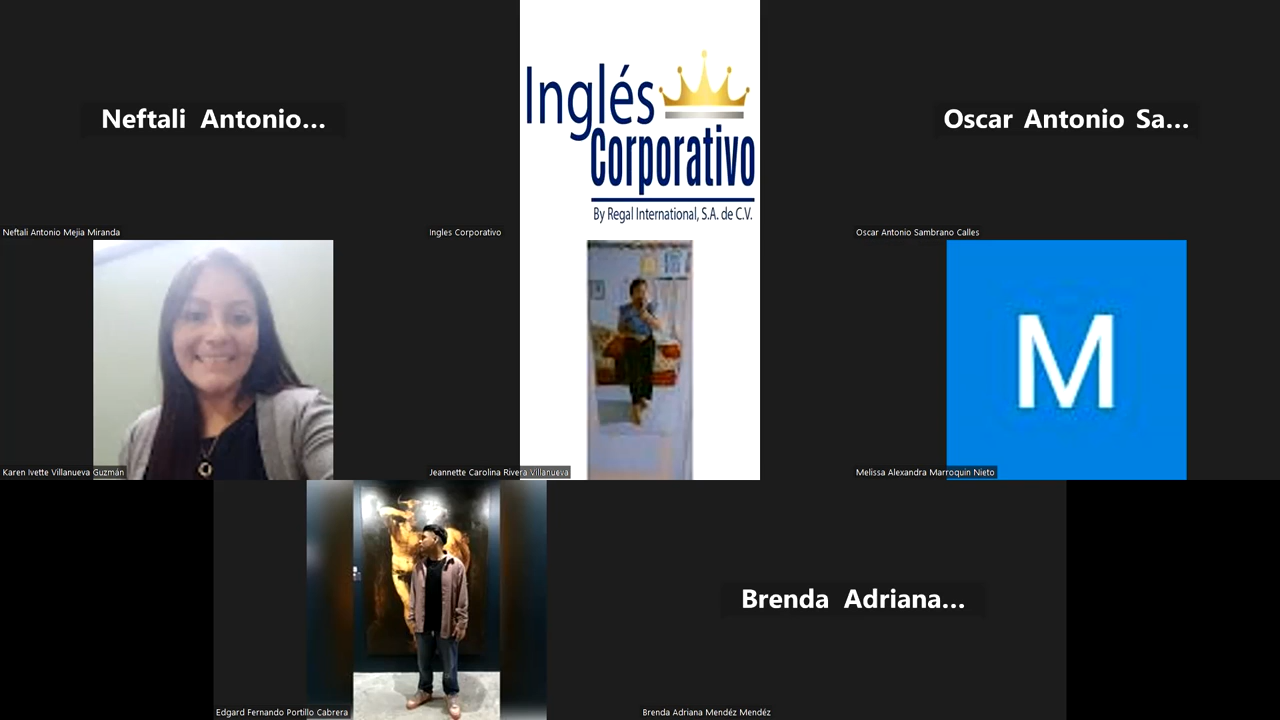 Neftali Antonio...
Neftali Antonio Mejia Miranda
Inglés
Corporativo
By Regal International, S.A. de C.V.
Ingles Corporativo
Oscar Antonio Sa...
Oscar Antonio Sambrano Calles
Karen Ivette Villanueva Guzmán
Jeannette Carolina Rivera Villanueva
M
Melissa Alexandra Marroquin Nieto
Edgard Fernando Portillo Cabrera
Brenda Adriana...
Brenda Adriana Mendéz Mendéz